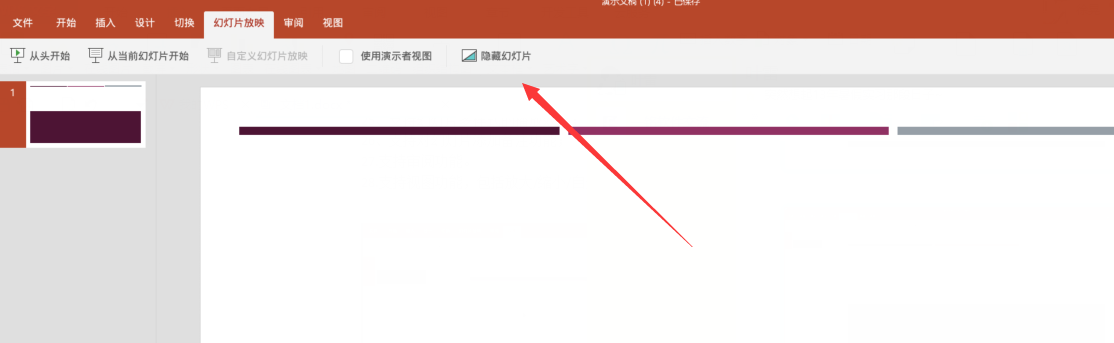 演示文稿 (1) (4) - 已保存
文件 开始 插入 设计 切换 幻灯片放映 审阅 视图
从头开始 从当前幻灯片开始 自定义幻灯片放映 使用演示者视图 隐藏幻灯片
1